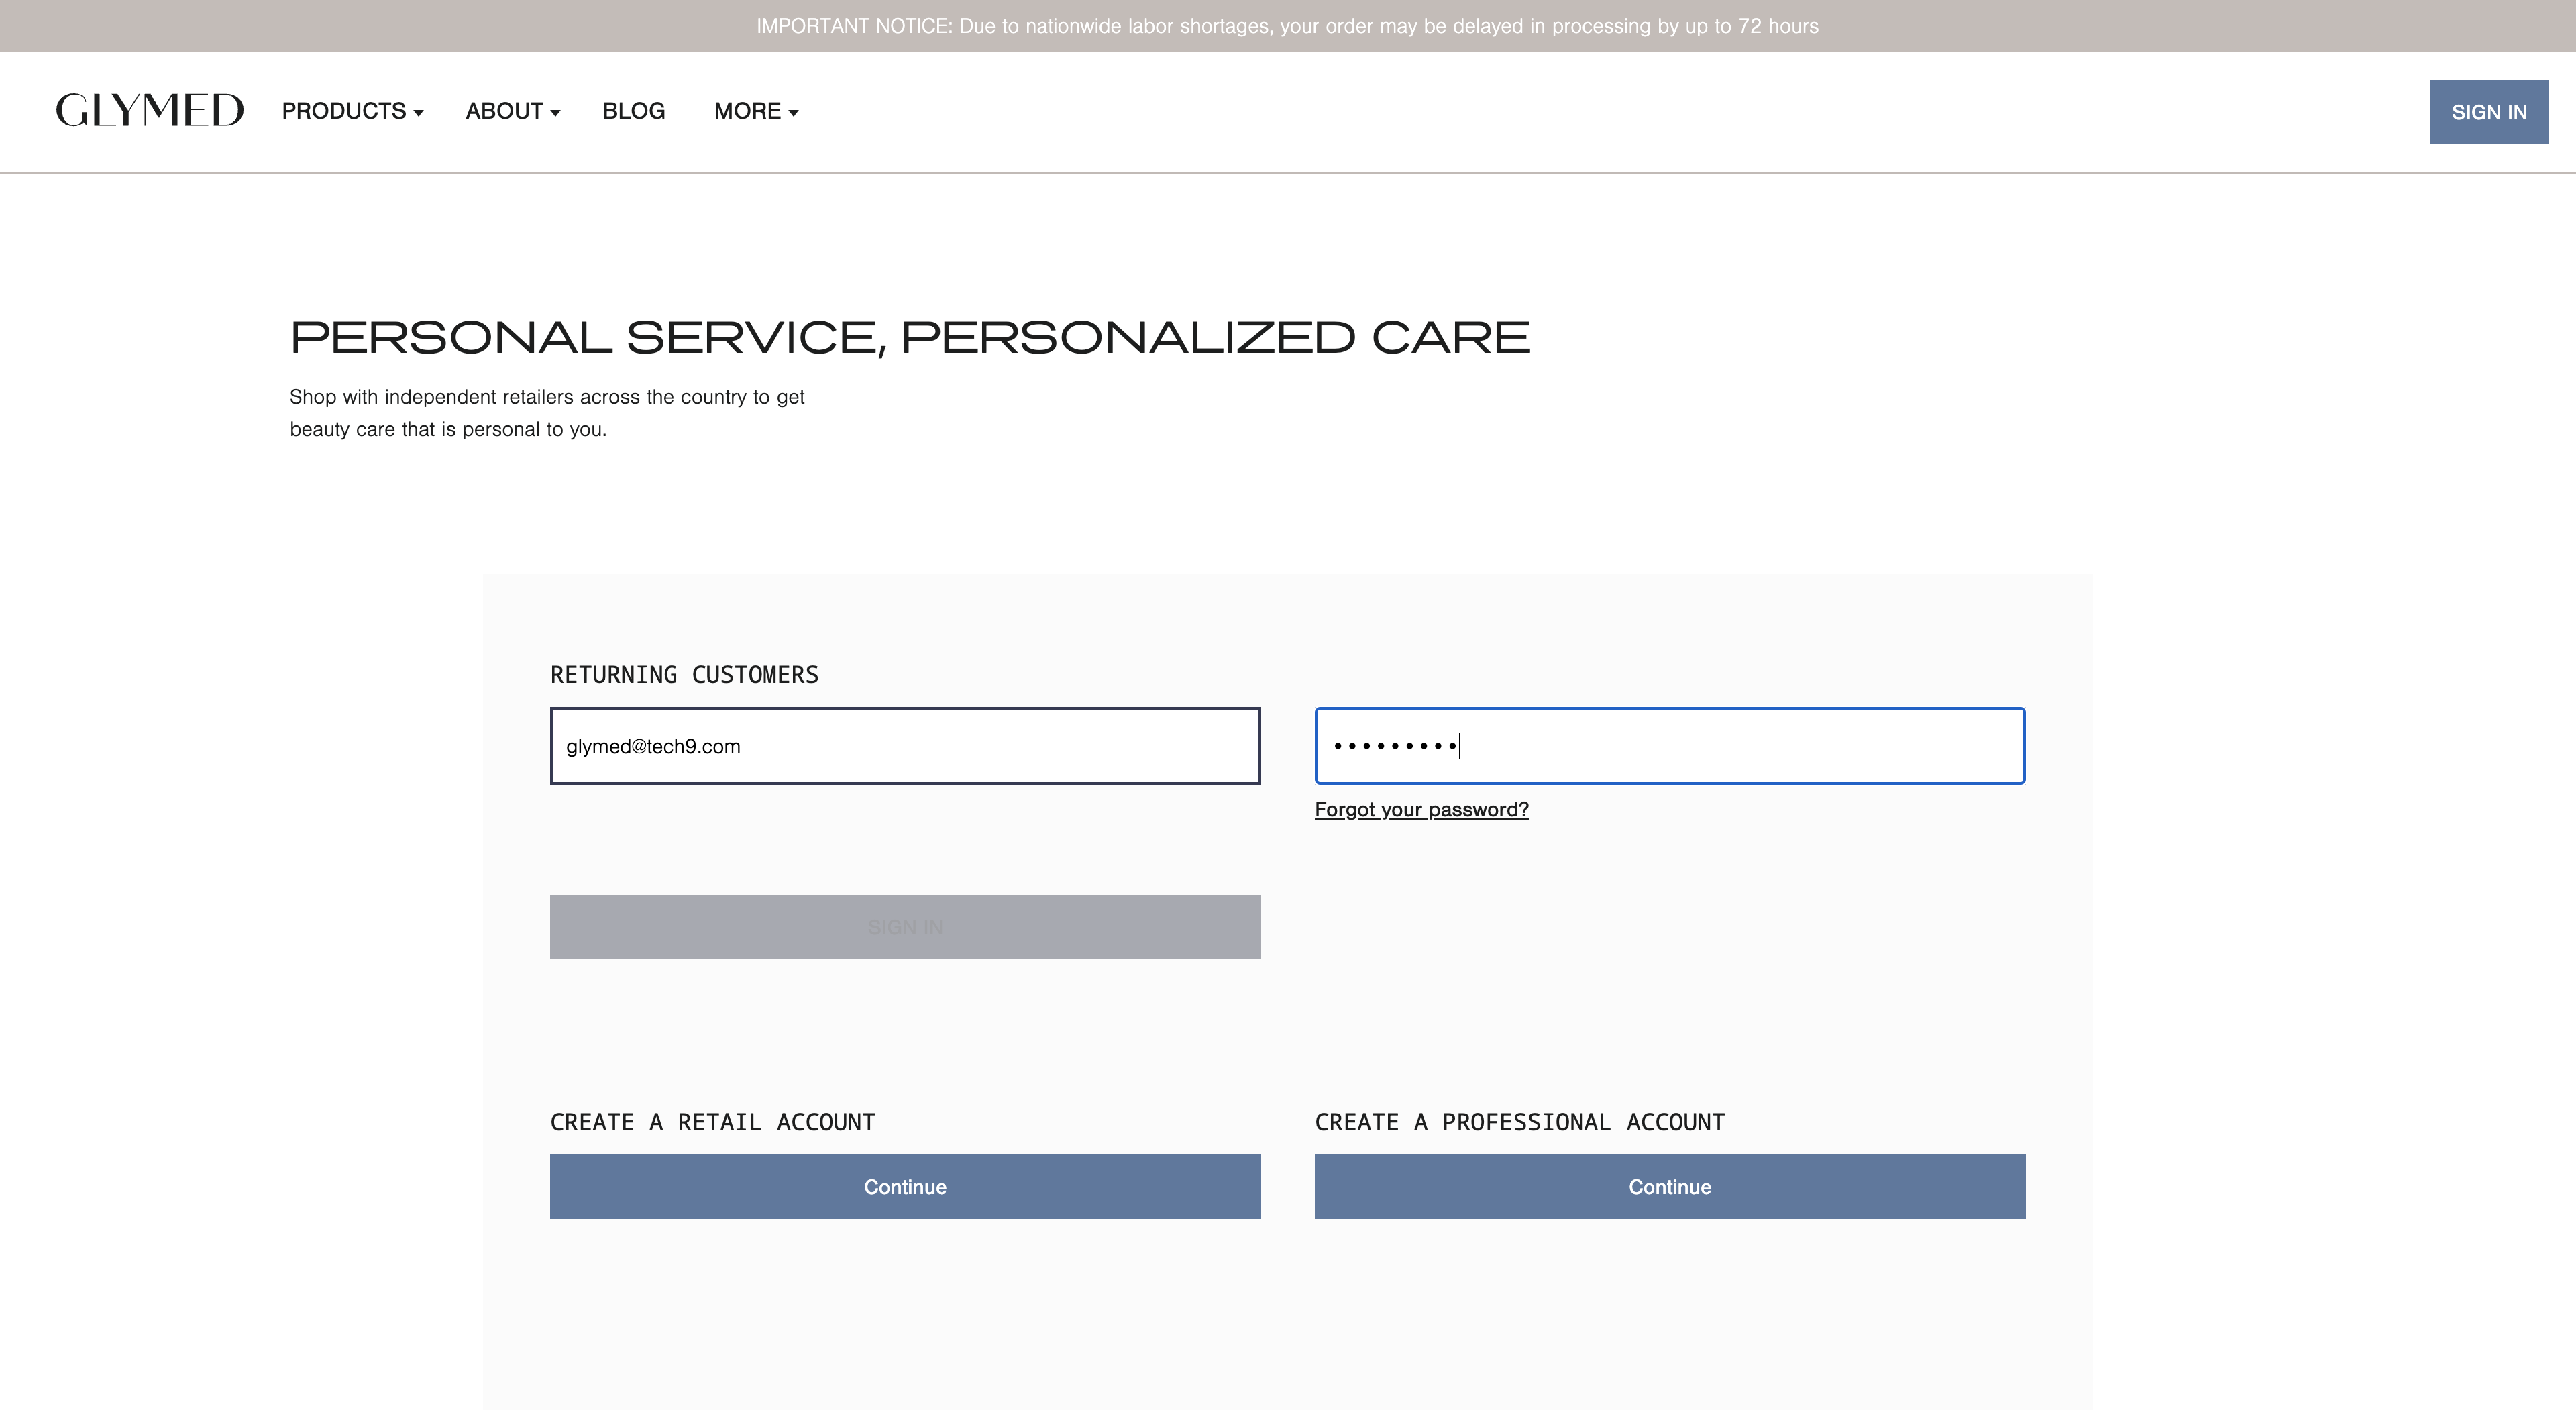 IMPORTANT NOTICE: Due to nationwide labor shortages, your order may be delayed in processing by up to 72 hours
GLYMED PRODUCTS ABOUT BLOG MORE SIGN IN
PERSONAL SERVICE, PERSONALIZED CARE
Shop with independent retailers across the country to get
beauty care that is personal to you.
RETURNING CUSTOMERS
glymed@tech9.com •••••••••
Forgot your password?
SIGN IN
CREATE A RETAIL ACCOUNT CREATE A PROFESSIONAL ACCOUNT
Continue Continue